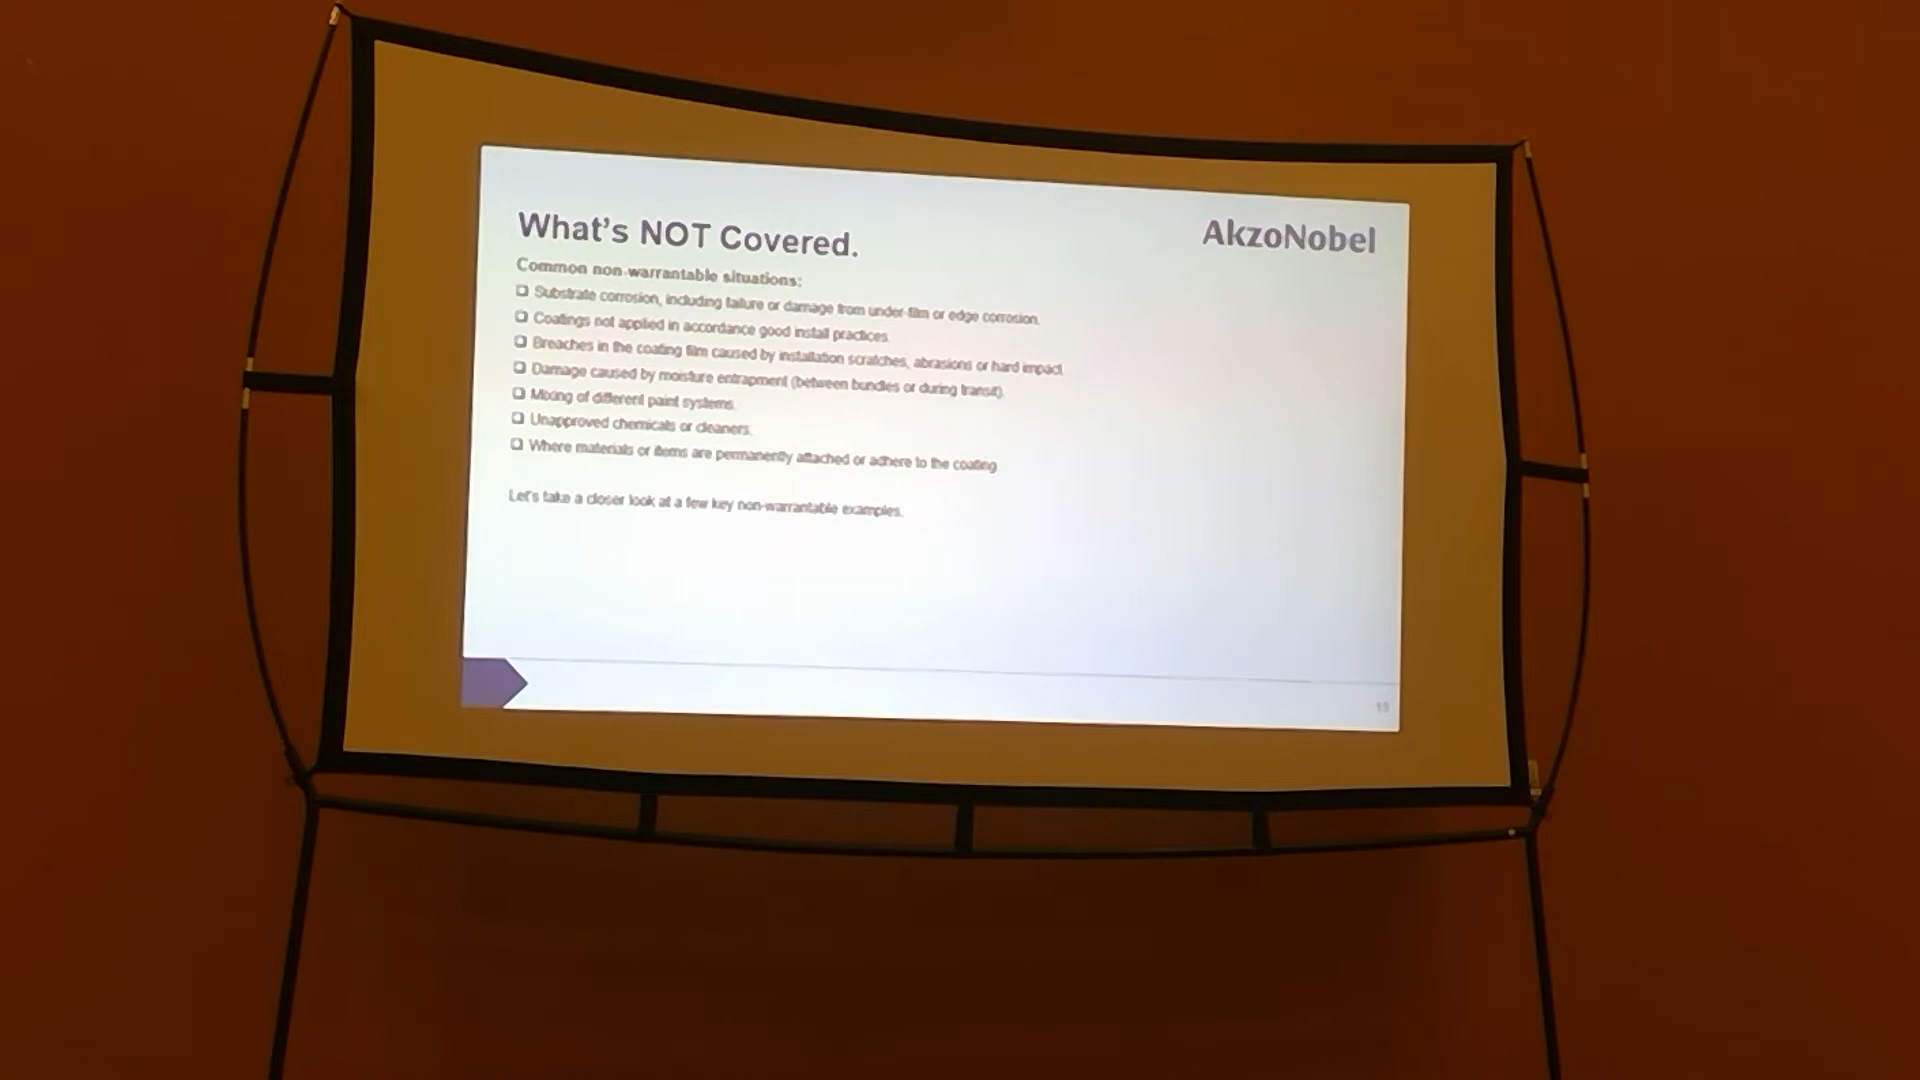 What's NOT Covered.
AkzoNobel
Common non-warrantable situations:
Substrate corrosion, including failure or damage from under-film or edge corrosion.
Coatings not applied in accordance good install practices.
Breaches in the coating film caused by installation scratches, abrasions or hard impact.
Damage caused by moisture entrapment (between bundles or during transit).
Mixing of different paint systems.
Unapproved chemicals or cleaners.
Where materials or items are permanently attached or adhere to the coating
Let's take a closer look at a few key non-warrantable examples.